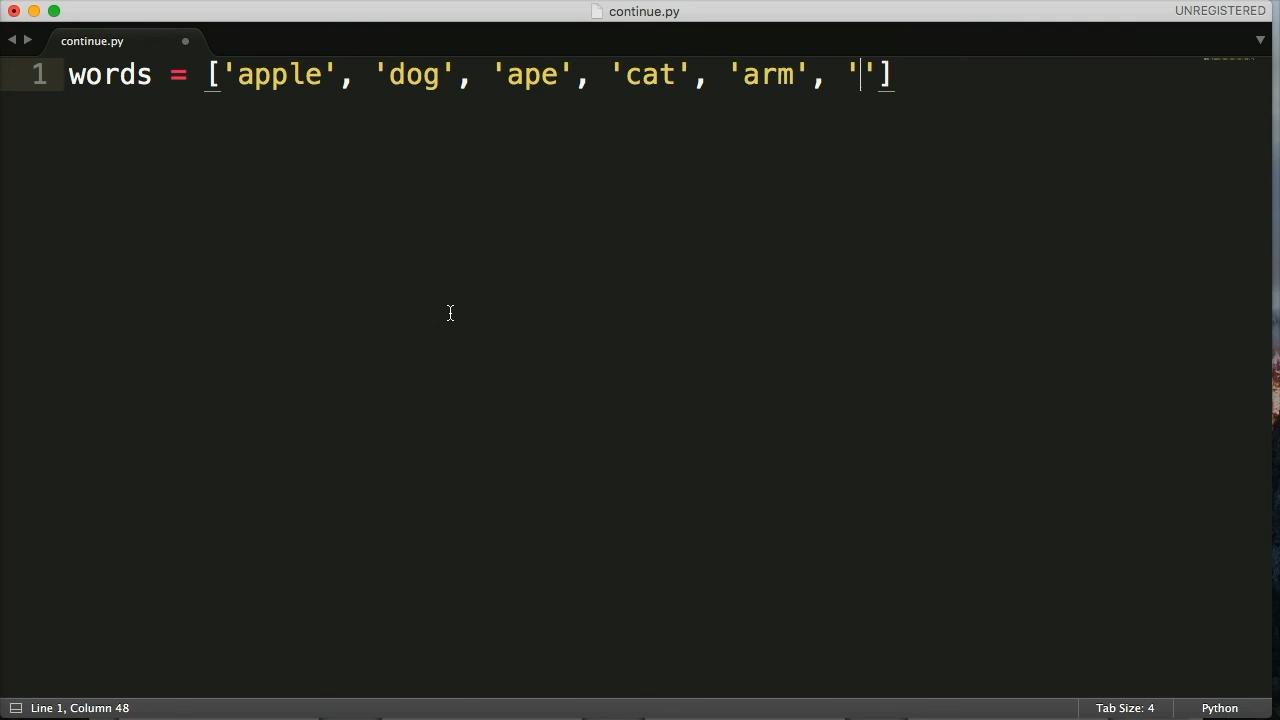 continue.py
UNREGISTERED
continue.py
1 words = ['apple', 'dog', 'ape', 'cat', 'arm', '']
Line 1, Column 48
Tab Size: 4
Python